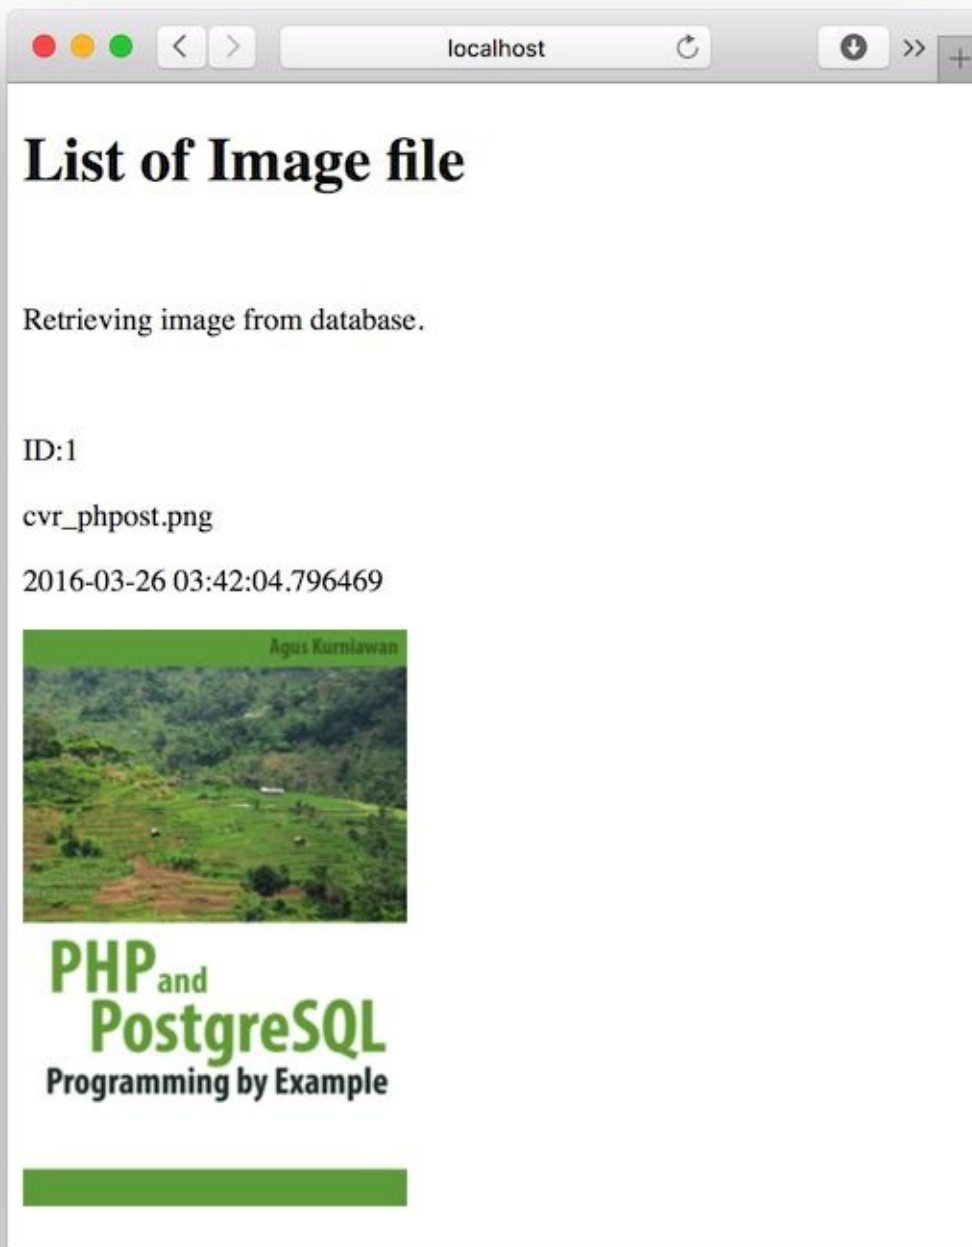 localhost
List of Image file
Retrieving image from database.
ID:1
cvr_phpost.png
2016-03-26 03:42:04.796469
Agus Kurniawan
PHP and
PostgreSQL
Programming by Example